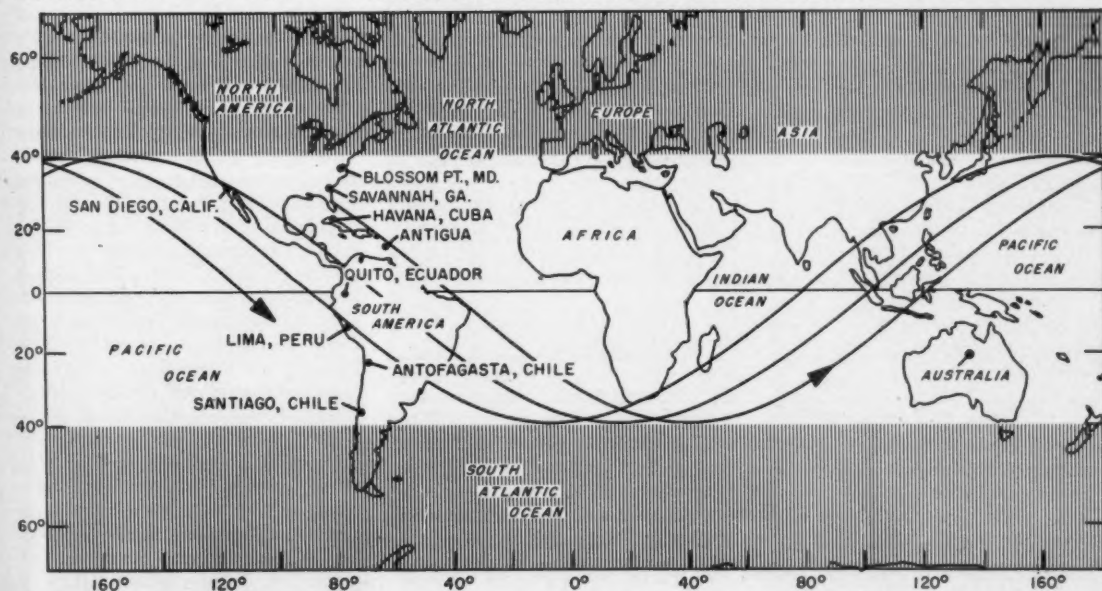 60°
40°
20°
0
20°
40°
60°
NORTH
AMERICA
NORTH
ATLANTIC
OCEAN
EUROPE
ASIA
BLOSSOM PT., MD.
SAVANNAH, GA.
SAN DIEGO, CALIF.
HAVANA, CUBA
ANTIGUA
AFRICA
PACIFIC
OCEAN
QUITO, ECUADOR
INDIAN
OCEAN
SOUTH
AMERICA
LIMA, PERU
PACIFIC
OCEAN
ANTOFAGASTA, CHILE
AUSTRALIA
SANTIAGO, CHILE
SOUTH
ATLANTIC
OCEAN
160° 120° 80° 40° 0° 40° 80° 120° 160°